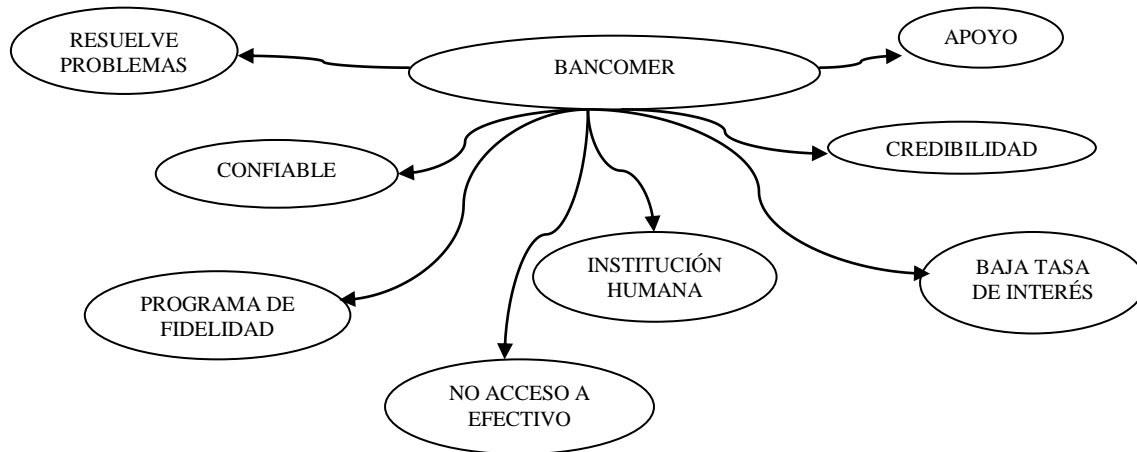 RESUELVE
PROBLEMAS
BANCOMER
APOYO
CONFIABLE
CREDIBILIDAD
PROGRAMA DE
FIDELIDAD
INSTITUCIÓN
HUMANA
BAJA TASA
DE INTERÉS
NO ACCESO A
EFECTIVO